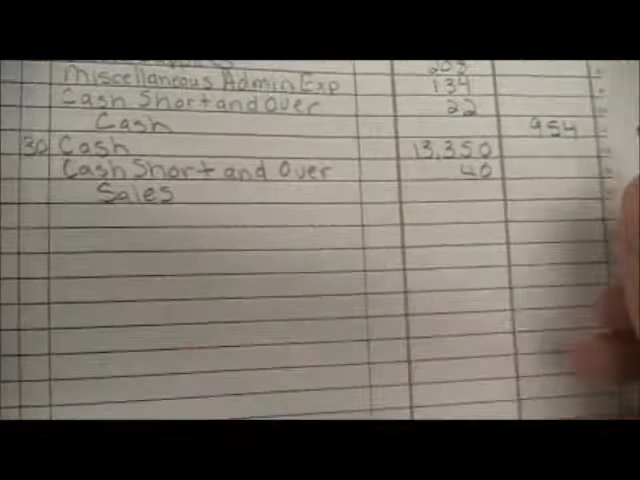 203
Miscellaneous Admin Exp 134
Cash Short and Over 22
Cash 954
30 Cash 13,350
Cash Short and Over 40
Sales